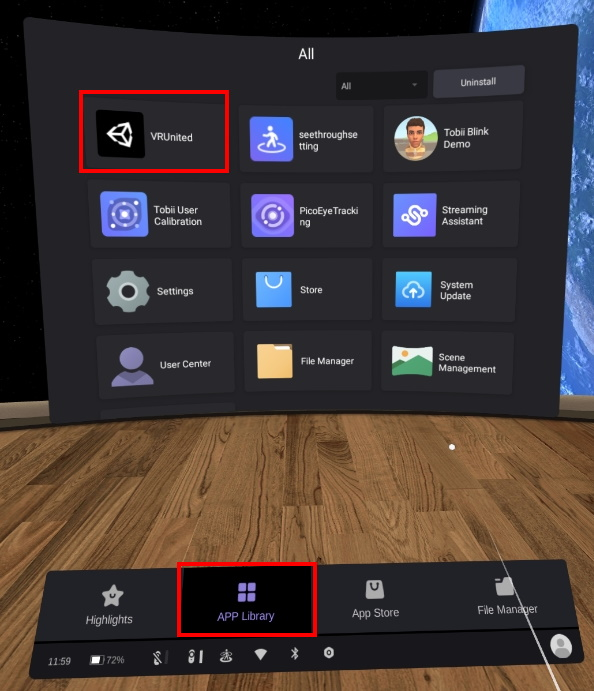 All
All
Uninstall
VRUnited
seethroughse
tting
Tobii Blink
Demo
Tobii User
Calibration
PicoEyeTracki
ng
Streaming
Assistant
Settings
Store
System
Update
User Center
File Manager
Scene
Management
Highlights
APP Library
App Store
File Manager
11:59
72%